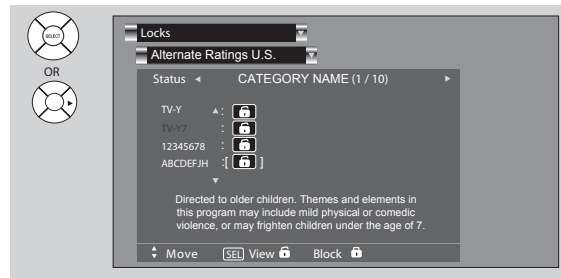 SELECT
OR
Locks
Alternate Ratings U.S.
Status CATEGORY NAME (1 / 10)
TV-Y :
TV-Y7 :
12345678 :
ABCDEFJH :[ ]
Directed to older children. Themes and elements in
this program may include mild physical or comedic
violence, or may frighten children under the age of 7.
Move SEL View Block